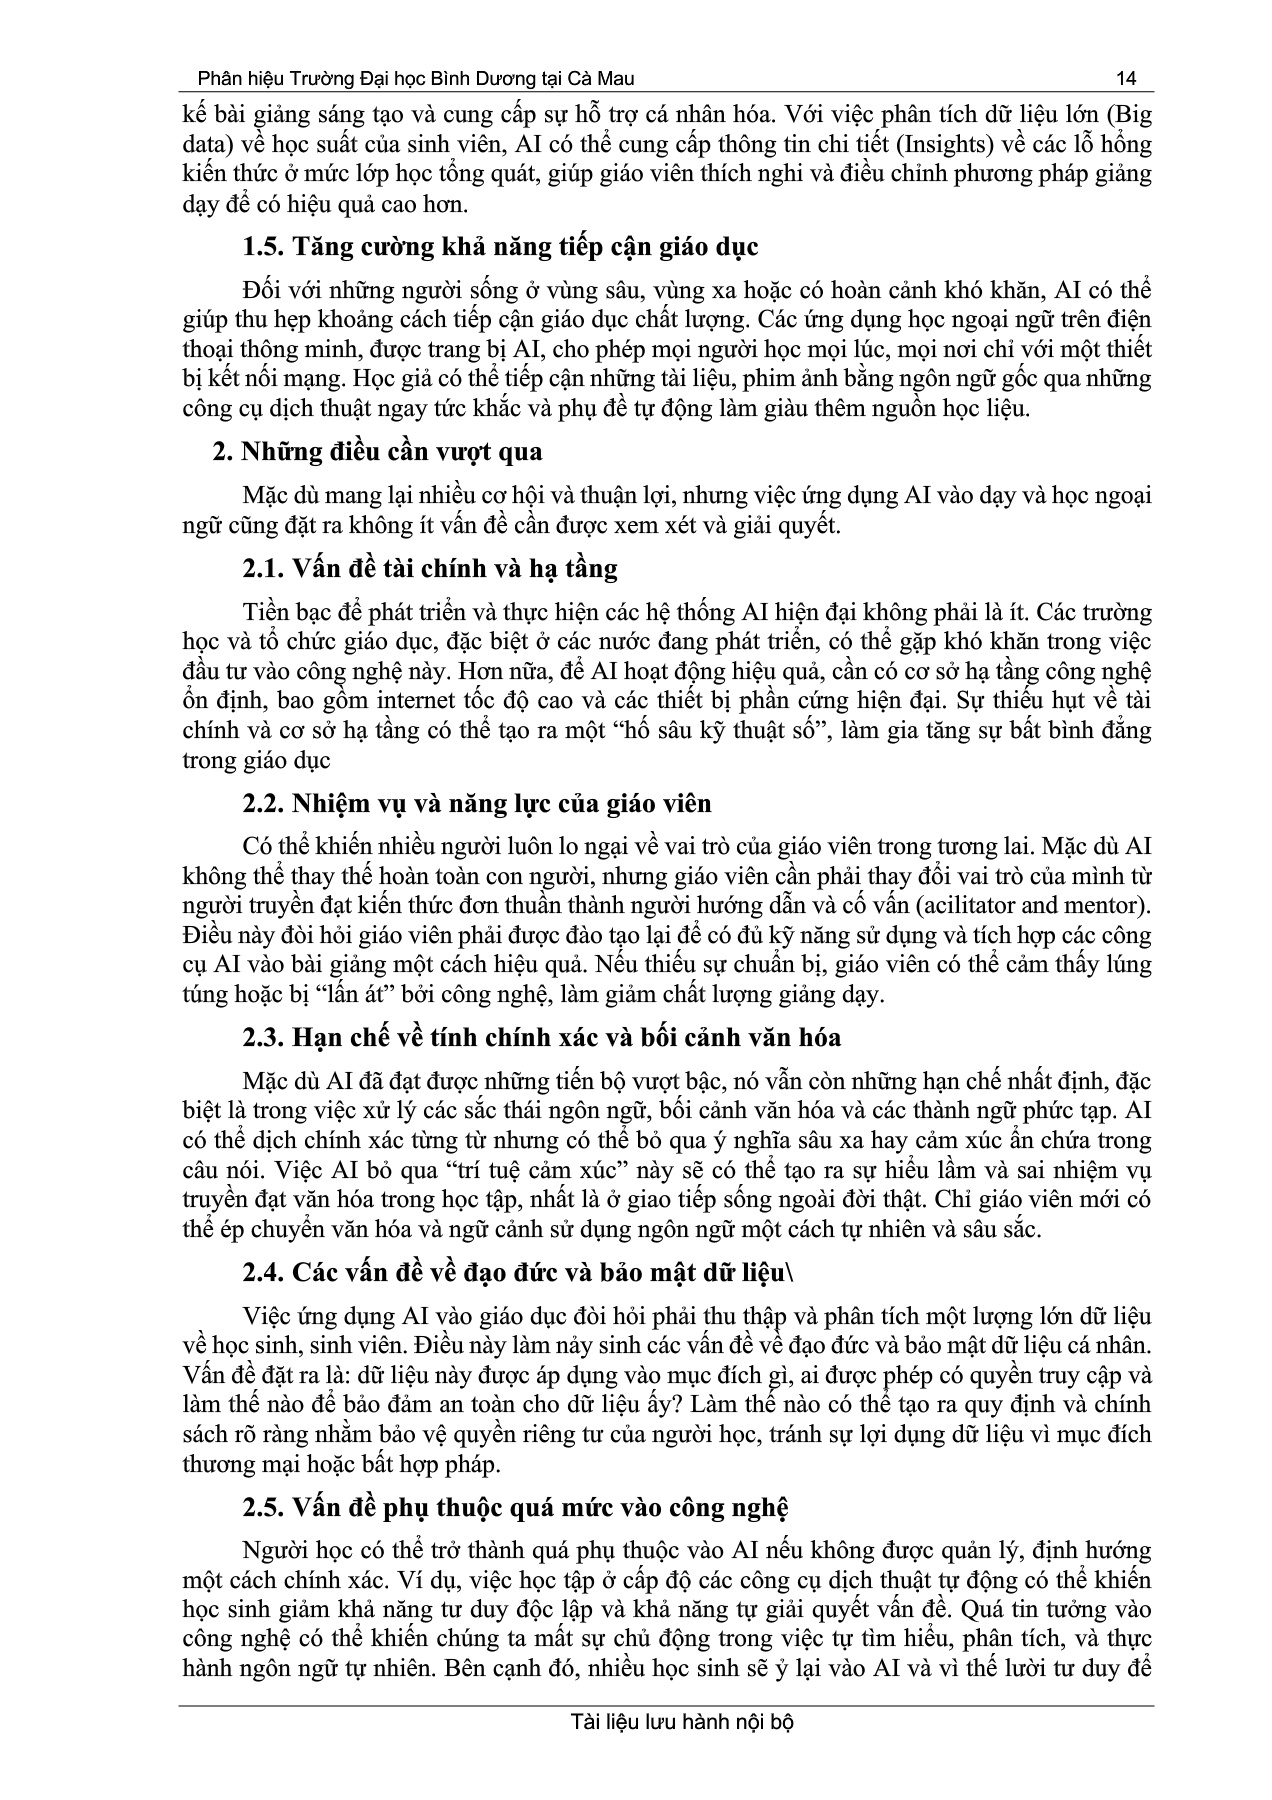 Phân hiệu Trường Đại học Bình Dương tại Cà Mau 14
kế bài giảng sáng tạo và cung cấp sự hỗ trợ cá nhân hóa. Với việc phân tích dữ liệu lớn (Big
data) về học suất của sinh viên, AI có thể cung cấp thông tin chi tiết (Insights) về các lỗ hổng
kiến thức ở mức lớp học tổng quát, giúp giáo viên thích nghi và điều chỉnh phương pháp giảng
dạy để có hiệu quả cao hơn.
1.5. Tăng cường khả năng tiếp cận giáo dục
Đối với những người sống ở vùng sâu, vùng xa hoặc có hoàn cảnh khó khăn, AI có thể
giúp thu hẹp khoảng cách tiếp cận giáo dục chất lượng. Các ứng dụng học ngoại ngữ trên điện
thoại thông minh, được trang bị AI, cho phép mọi người học mọi lúc, mọi nơi chỉ với một thiết
bị kết nối mạng. Học giả có thể tiếp cận những tài liệu, phim ảnh bằng ngôn ngữ gốc qua những
công cụ dịch thuật ngay tức khắc và phụ đề tự động làm giàu thêm nguồn học liệu.
2. Những điều cần vượt qua
Mặc dù mang lại nhiều cơ hội và thuận lợi, nhưng việc ứng dụng AI vào dạy và học ngoại
ngữ cũng đặt ra không ít vấn đề cần được xem xét và giải quyết.
2.1. Vấn đề tài chính và hạ tầng
Tiền bạc để phát triển và thực hiện các hệ thống AI hiện đại không phải là ít. Các trường
học và tổ chức giáo dục, đặc biệt ở các nước đang phát triển, có thể gặp khó khăn trong việc
đầu tư vào công nghệ này. Hơn nữa, để AI hoạt động hiệu quả, cần có cơ sở hạ tầng công nghệ
ổn định, bao gồm internet tốc độ cao và các thiết bị phần cứng hiện đại. Sự thiếu hụt về tài
chính và cơ sở hạ tầng có thể tạo ra một “hố sâu kỹ thuật số”, làm gia tăng sự bất bình đẳng
trong giáo dục
2.2. Nhiệm vụ và năng lực của giáo viên
Có thể khiến nhiều người luôn lo ngại về vai trò của giáo viên trong tương lai. Mặc dù AI
không thể thay thế hoàn toàn con người, nhưng giáo viên cần phải thay đổi vai trò của mình từ
người truyền đạt kiến thức đơn thuần thành người hướng dẫn và cố vấn (acilitator and mentor).
Điều này đòi hỏi giáo viên phải được đào tạo lại để có đủ kỹ năng sử dụng và tích hợp các công
cụ AI vào bài giảng một cách hiệu quả. Nếu thiếu sự chuẩn bị, giáo viên có thể cảm thấy lúng
túng hoặc bị “lấn át” bởi công nghệ, làm giảm chất lượng giảng dạy.
2.3. Hạn chế về tính chính xác và bối cảnh văn hóa
Mặc dù AI đã đạt được những tiến bộ vượt bậc, nó vẫn còn những hạn chế nhất định, đặc
biệt là trong việc xử lý các sắc thái ngôn ngữ, bối cảnh văn hóa và các thành ngữ phức tạp. AI
có thể dịch chính xác từng từ nhưng có thể bỏ qua ý nghĩa sâu xa hay cảm xúc ẩn chứa trong
câu nói. Việc AI bỏ qua “trí tuệ cảm xúc” này sẽ có thể tạo ra sự hiểu lầm và sai nhiệm vụ
truyền đạt văn hóa trong học tập, nhất là ở giao tiếp sống ngoài đời thật. Chỉ giáo viên mới có
thể ép chuyển văn hóa và ngữ cảnh sử dụng ngôn ngữ một cách tự nhiên và sâu sắc.
2.4. Các vấn đề về đạo đức và bảo mật dữ liệu\
Việc ứng dụng AI vào giáo dục đòi hỏi phải thu thập và phân tích một lượng lớn dữ liệu
về học sinh, sinh viên. Điều này làm nảy sinh các vấn đề về đạo đức và bảo mật dữ liệu cá nhân.
Vấn đề đặt ra là: dữ liệu này được áp dụng vào mục đích gì, ai được phép có quyền truy cập và
làm thế nào để bảo đảm an toàn cho dữ liệu ấy? Làm thế nào có thể tạo ra quy định và chính
sách rõ ràng nhằm bảo vệ quyền riêng tư của người học, tránh sự lợi dụng dữ liệu vì mục đích
thương mại hoặc bất hợp pháp.
2.5. Vấn đề phụ thuộc quá mức vào công nghệ
Người học có thể trở thành quá phụ thuộc vào AI nếu không được quản lý, định hướng
một cách chính xác. Ví dụ, việc học tập ở cấp độ các công cụ dịch thuật tự động có thể khiến
học sinh giảm khả năng tư duy độc lập và khả năng tự giải quyết vấn đề. Quá tin tưởng vào
công nghệ có thể khiến chúng ta mất sự chủ động trong việc tự tìm hiểu, phân tích, và thực
hành ngôn ngữ tự nhiên. Bên cạnh đó, nhiều học sinh sẽ ỷ lại vào AI và vì thế lười tư duy để
Tài liệu lưu hành nội bộ